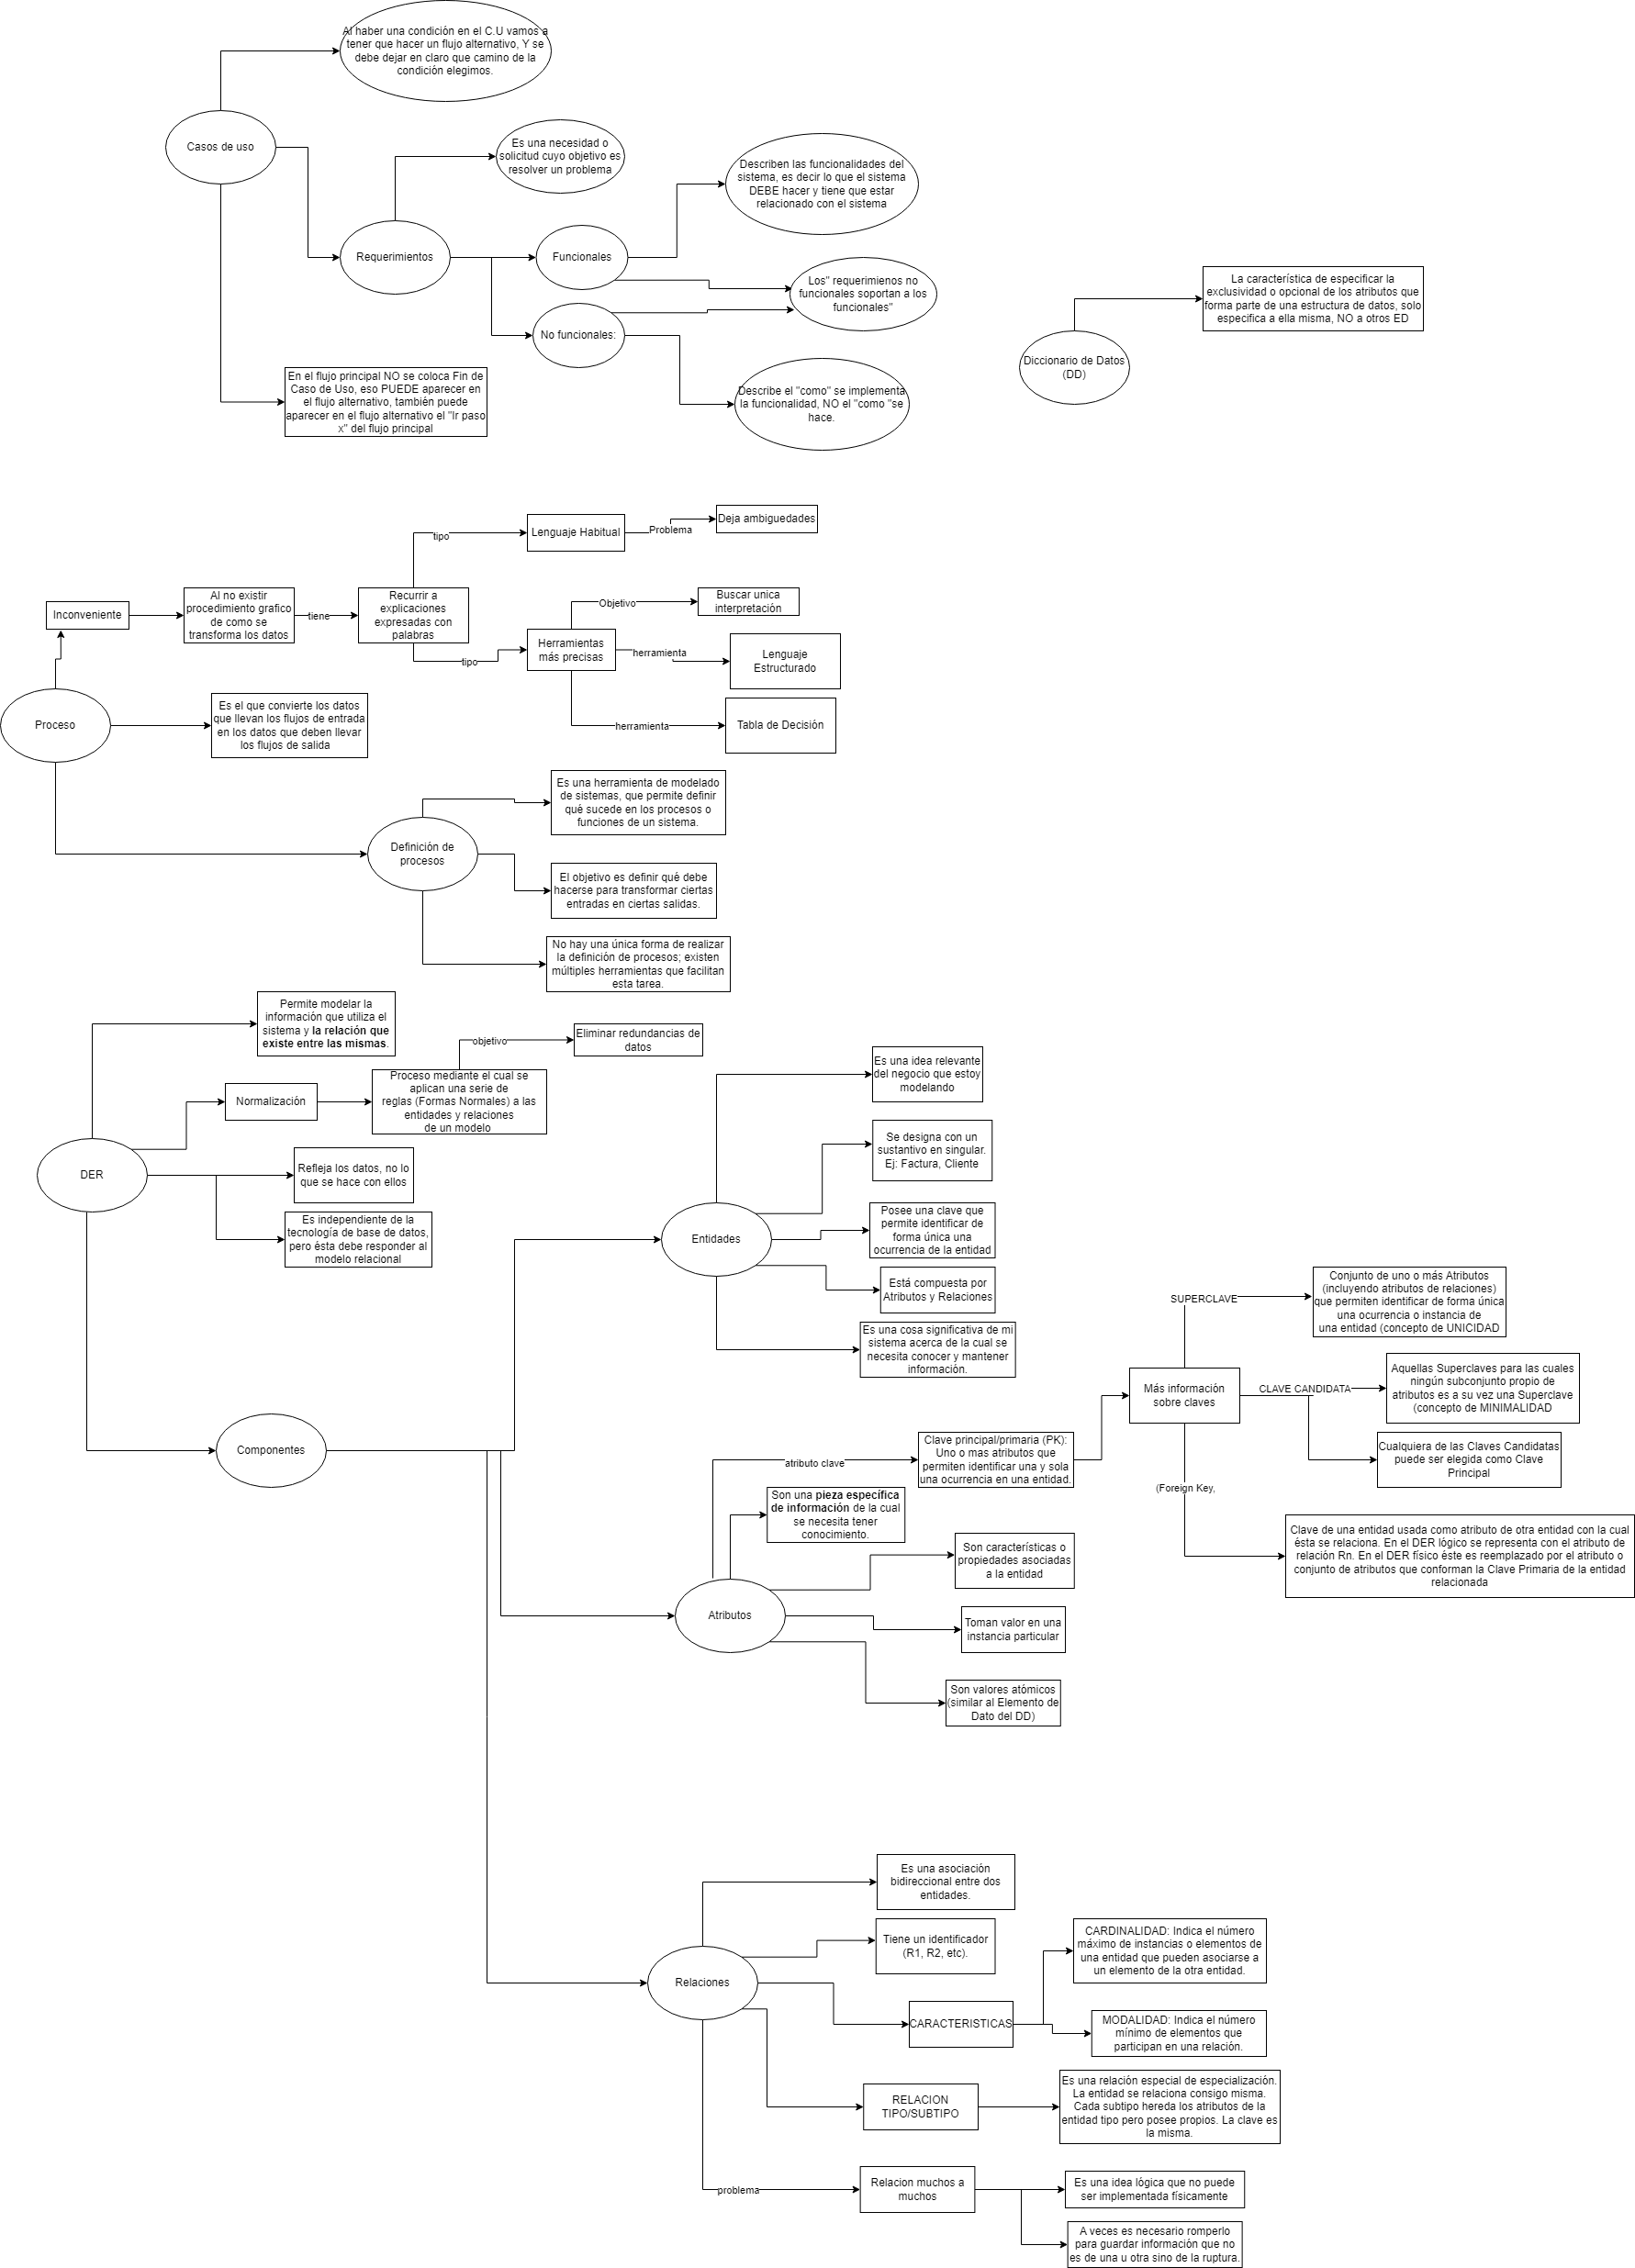 Al haber una condición en el C.U vamos a
tener que hacer un flujo alternativo, Y se
debe dejar en claro que camino de la
condición elegimos.
Casos de uso
Es una necesidad o
solicitud cuyo objetivo es
resolver un problema
Describen las funcionalidades del
sistema, es decir lo que el sistema
DEBE hacer y tiene que estar
relacionado con el sistema
Requerimientos
Funcionales
Los" requerimienos no
funcionales soportan a los
funcionales"
No funcionales:
Describe el "como" se implementa
la funcionalidad, NO el "como "se
hace.
En el flujo principal NO se coloca Fin de
Caso de Uso, eso PUEDE aparecer en
el flujo alternativo, también puede
aparecer en el flujo alternativo el "Ir paso
x" del flujo principal
La característica de especificar la
exclusividad o opcional de los atributos que
forma parte de una estructura de datos, solo
especifica a ella misma, NO a otros ED
Diccionario de Datos
(DD)
Inconveniente
Al no existir
procedimiento grafico
de como se
transforma los datos
tiene
Recurrir a
explicaciones
expresadas con
palabras
tipo
Lenguaje Habitual
Problema
Deja ambiguedades
tipo
Herramientas
más precisas
Objetivo
Buscar unica
interpretación
herramienta
Lenguaje
Estructurado
herramienta
Tabla de Decisión
Proceso
Es el que convierte los datos
que llevan los flujos de entrada
en los datos que deben llevar
los flujos de salida
Definición de
procesos
Es una herramienta de modelado
de sistemas, que permite definir
qué sucede en los procesos o
funciones de un sistema.
El objetivo es definir qué debe
hacerse para transformar ciertas
entradas en ciertas salidas.
No hay una única forma de realizar
la definición de procesos; existen
múltiples herramientas que facilitan
esta tarea.
Permite modelar la
información que utiliza el
sistema y la relación que
existe entre las mismas.
Normalización
Proceso mediante el cual se
aplican una serie de
reglas (Formas Normales) a las
entidades y relaciones
de un modelo
objetivo
Eliminar redundancias de
datos
DER
Refleja los datos, no lo
que se hace con ellos
Es independiente de la
tecnología de base de datos,
pero ésta debe responder al
modelo relacional
Componentes
Entidades
Es una idea relevante
del negocio que estoy
modelando
Se designa con un
sustantivo en singular.
Ej: Factura, Cliente
Posee una clave que
permite identificar de
forma única una
ocurrencia de la entidad
Está compuesta por
Atributos y Relaciones
Es una cosa significativa de mi
sistema acerca de la cual se
necesita conocer y mantener
información.
Atributos
atributo clave
Clave principal/primaria (PK):
Uno o mas atributos que
permiten identificar una y sola
una ocurrencia en una entidad.
Son una pieza específica
de información de la cual
se necesita tener
conocimiento.
Son características o
propiedades asociadas
a la entidad
Toman valor en una
instancia particular
Son valores atómicos
(similar al Elemento de
Dato del DD)
Más información
sobre claves
SUPERCLAVE
Conjunto de uno o más Atributos
(incluyendo atributos de relaciones)
que permiten identificar de forma única
una ocurrencia o instancia de
una entidad (concepto de UNICIDAD
CLAVE CANDIDATA
Aquellas Superclaves para las cuales
ningún subconjunto propio de
atributos es a su vez una Superclave
(concepto de MINIMALIDAD
Cualquiera de las Claves Candidatas
puede ser elegida como Clave
Principal
(Foreign Key,
Clave de una entidad usada como atributo de otra entidad con la cual
ésta se relaciona. En el DER lógico se representa con el atributo de
relación Rn. En el DER físico éste es reemplazado por el atributo o
conjunto de atributos que conforman la Clave Primaria de la entidad
relacionada
Relaciones
Es una asociación
bidireccional entre dos
entidades.
Tiene un identificador
(R1, R2, etc).
CARACTERISTICAS
CARDINALIDAD: Indica el número
máximo de instancias o elementos de
una entidad que pueden asociarse a
un elemento de la otra entidad.
MODALIDAD: Indica el número
mínimo de elementos que
participan en una relación.
RELACION
TIPO/SUBTIPO
Es una relación especial de especialización.
La entidad se relaciona consigo misma.
Cada subtipo hereda los atributos de la
entidad tipo pero posee propios. La clave es
la misma.
problema
Relacion muchos a
muchos
Es una idea lógica que no puede
ser implementada físicamente
A veces es necesario romperlo
para guardar información que no
es de una u otra sino de la ruptura.